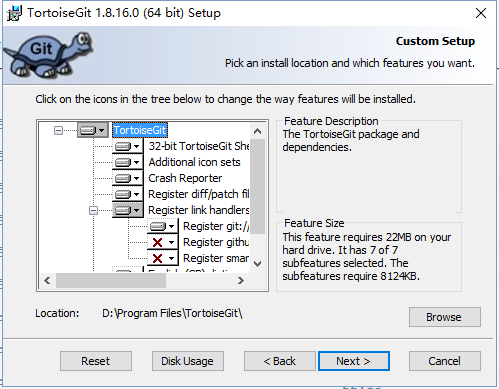 TortoiseGit 1.8.16.0 (64 bit) Setup
Git
Custom Setup
Pick an install location and which features you want.
Click on the icons in the tree below to change the way features will be installed.
TortoiseGit
32-bit TortoiseGit She
Additional icon sets
Crash Reporter
Register diff/patch fil
Register link handlers
Register git://
Register githu
Register smar
Feature Description
The TortoiseGit package and
dependencies.
Feature Size
This feature requires 22MB on your
hard drive. It has 7 of 7
subfeatures selected. The
subfeatures require 8124KB.
Location: D:\Program Files\TortoiseGit\
Browse
Reset Disk Usage < Back Next > Cancel